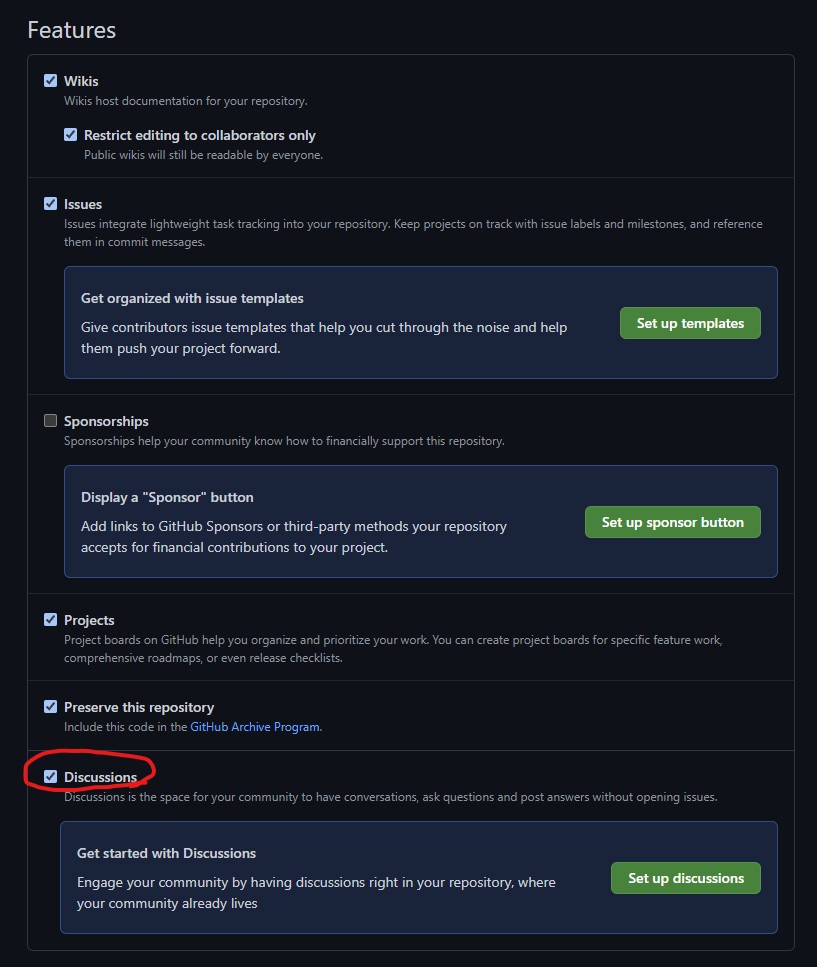 Features
Wikis
Wikis host documentation for your repository.
Restrict editing to collaborators only
Public wikis will still be readable by everyone.
Issues
Issues integrate lightweight task tracking into your repository. Keep projects on track with issue labels and milestones, and reference
them in commit messages.
Get organized with issue templates
Give contributors issue templates that help you cut through the noise and help
them push your project forward.
Set up templates
Sponsorships
Sponsorships help your community know how to financially support this repository.
Display a "Sponsor" button
Add links to GitHub Sponsors or third-party methods your repository
accepts for financial contributions to your project.
Set up sponsor button
Projects
Project boards on GitHub help you organize and prioritize your work. You can create project boards for specific feature work,
comprehensive roadmaps, or even release checklists.
Preserve this repository
Include this code in the GitHub Archive Program.
Discussions
Discussions is the space for your community to have conversations, ask questions and post answers without opening issues.
Get started with Discussions
Engage your community by having discussions right in your repository, where
your community already lives
Set up discussions